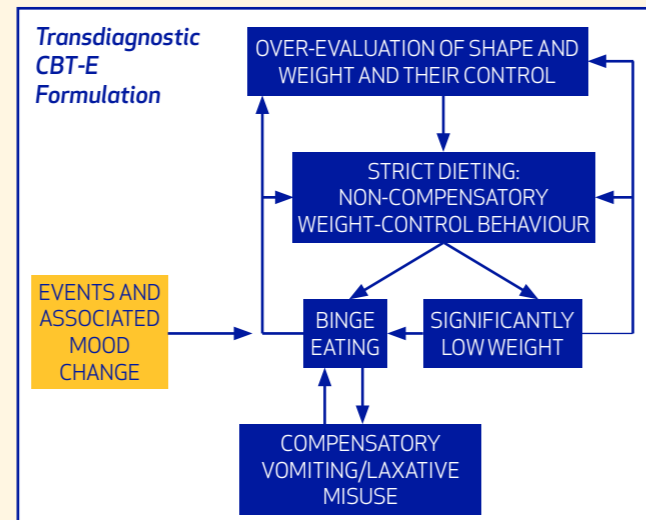 Transdiagnostic
CBT-E
Formulation
OVER-EVALUATION OF SHAPE AND
WEIGHT AND THEIR CONTROL
STRICT DIETING:
NON-COMPENSATORY
WEIGHT-CONTROL BEHAVIOUR
EVENTS AND
ASSOCIATED
MOOD
CHANGE
BINGE
EATING
SIGNIFICANTLY
LOW WEIGHT
COMPENSATORY
VOMITING/LAXATIVE
MISUSE